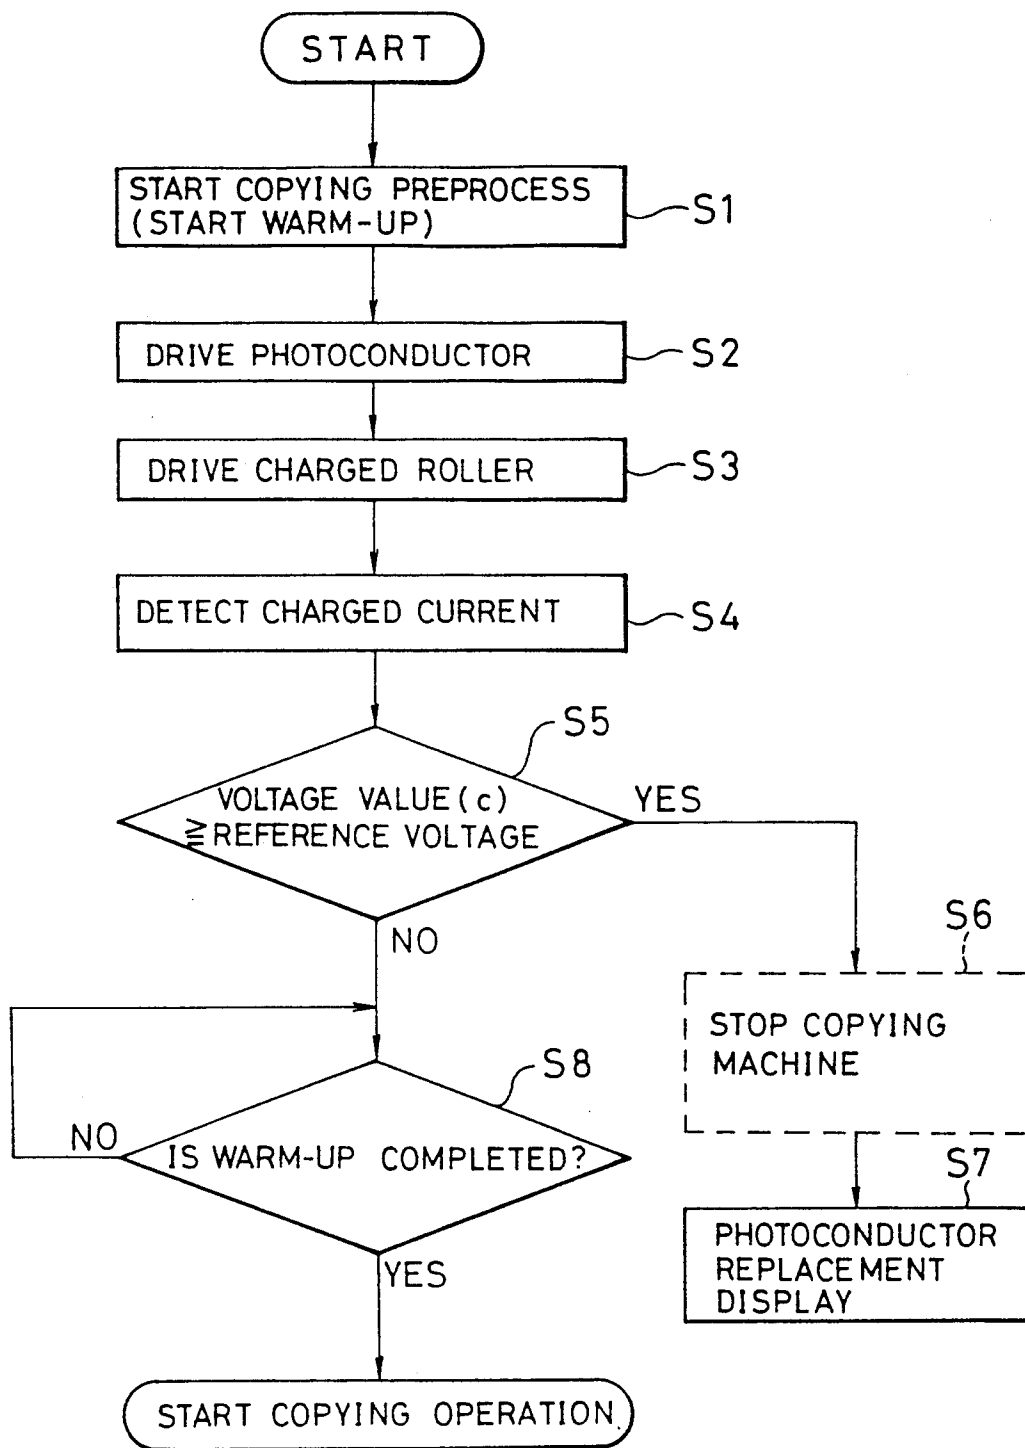 START
START COPYING PREPROCESS
(START WARM-UP)
S1
DRIVE PHOTOCONDUCTOR
S2
DRIVE CHARGED ROLLER
S3
DETECT CHARGED CURRENT
S4
S5
VOLTAGE VALUE (c)
≧REFERENCE VOLTAGE
YES
NO
S6
STOP COPYING
MACHINE
S8
IS WARM-UP COMPLETED?
NO
YES
S7
PHOTOCONDUCTOR
REPLACEMENT
DISPLAY
START COPYING OPERATION